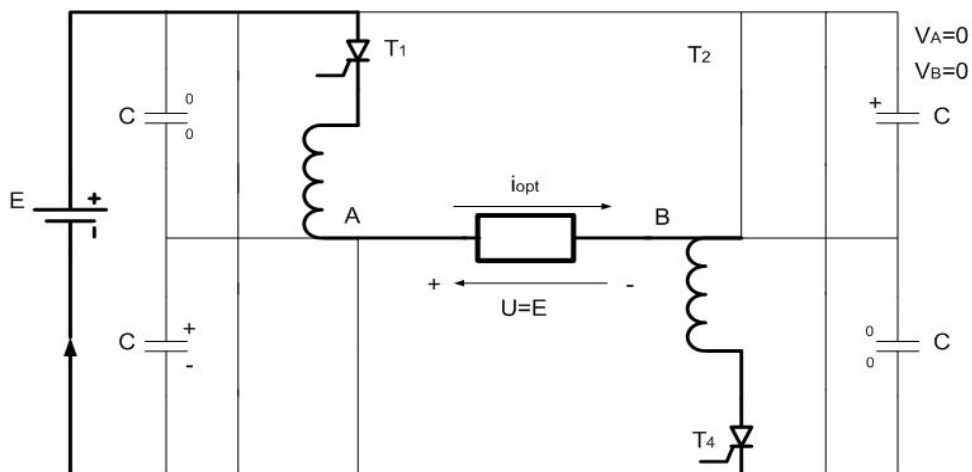 T1
T2
VA=0
VB=0
C
0
0
+
C
E
+
-
iopt
A
B
+
-
U=E
C
+
-
0
0
C
T4